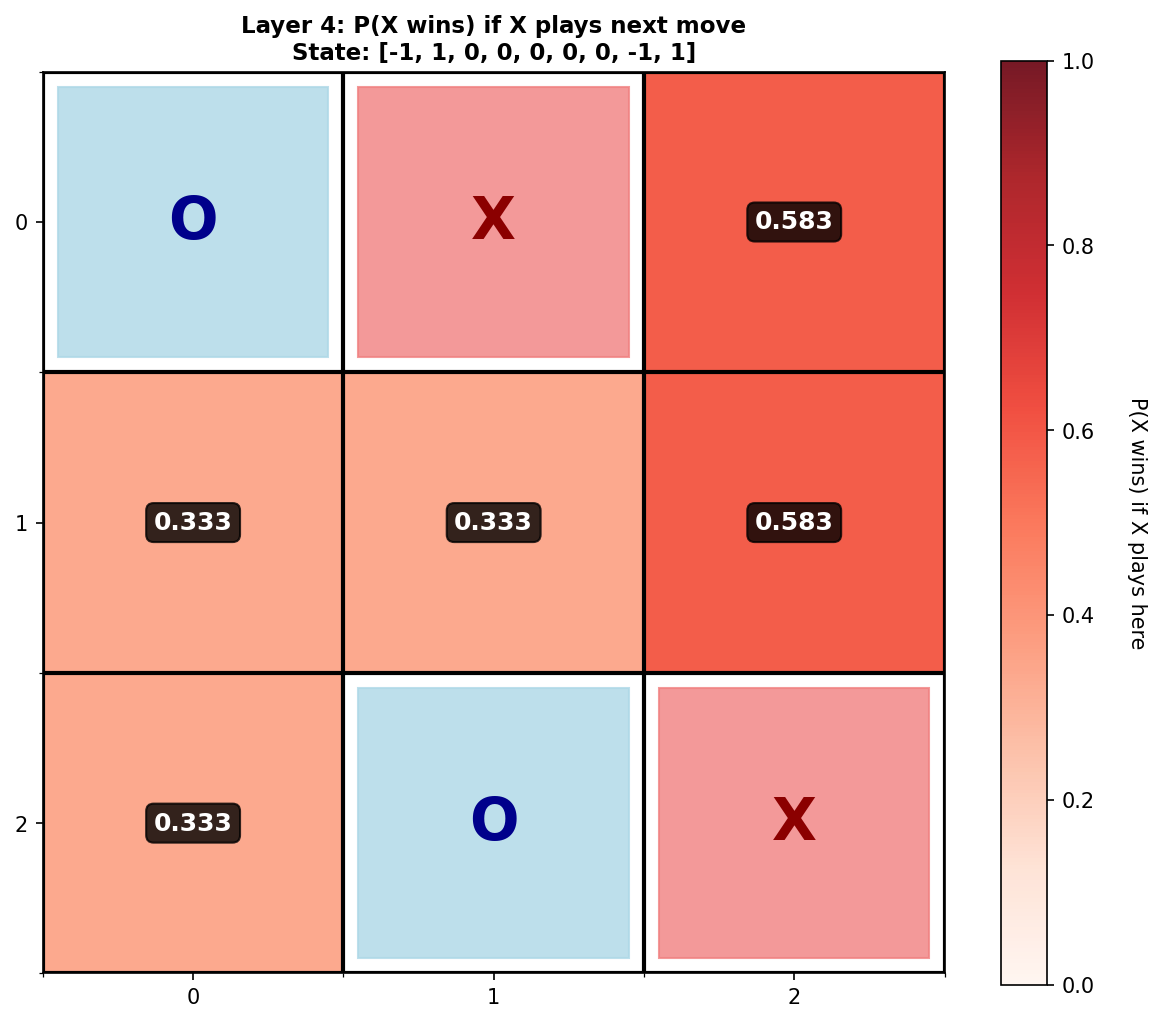 Layer 4: P(X wins) if X plays next move
State: [-1, 1, 0, 0, 0, 0, 0, -1, 1]
0
O
X
0.583
1
0.333
0.333
0.583
2
0.333
O
X
0
1
2
1.0
0.8
0.6
0.4
0.2
0.0
P(X wins) if X plays here